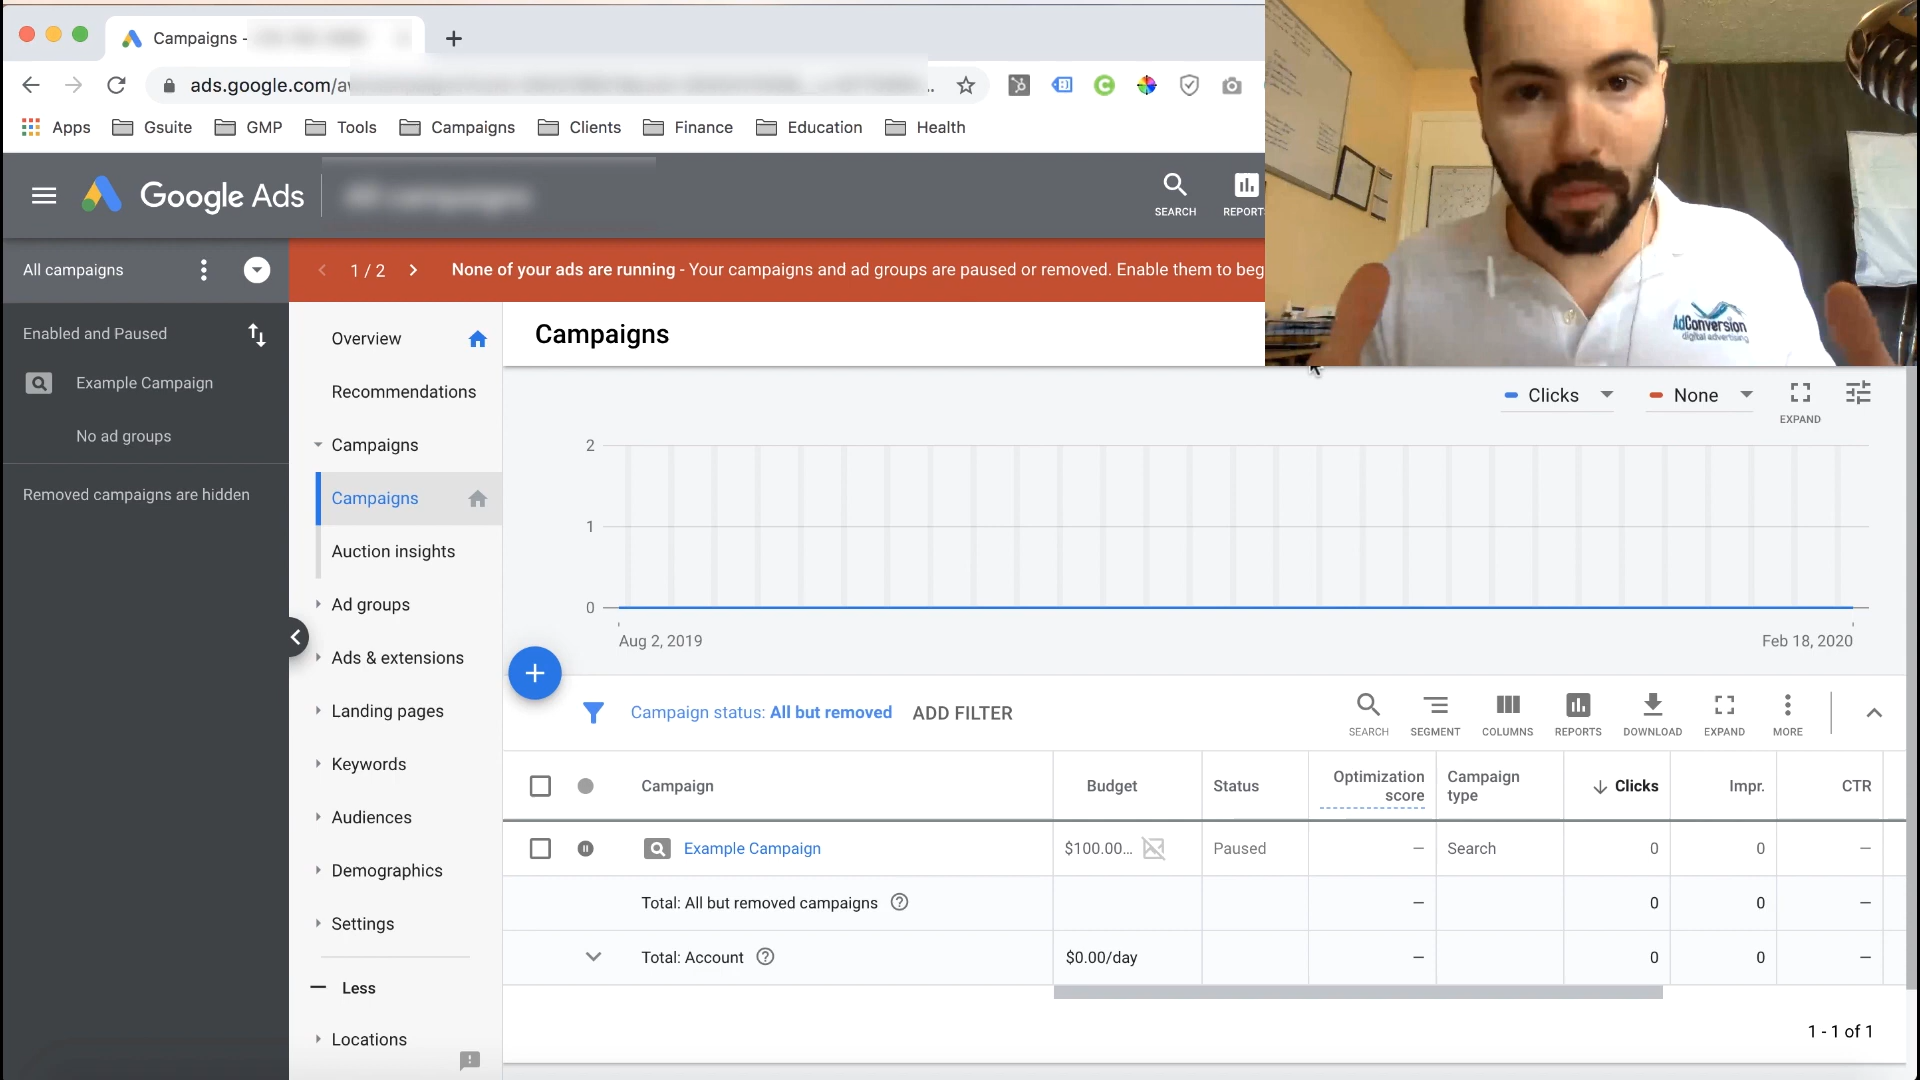 Campaigns -
ads.google.com/aw
..
Apps Gsuite GMP Tools Campaigns Clients Finance Education Health
Google Ads
All campaigns
SEARCH
REPORT
All campaigns
1 / 2
None of your ads are running - Your campaigns and ad groups are paused or removed. Enable them to beg
Enabled and Paused
Example Campaign
No ad groups
Removed campaigns are hidden
Overview
Recommendations
Campaigns
Campaigns
Auction insights
Ad groups
Ads & extensions
Landing pages
Keywords
Audiences
Demographics
Settings
Less
Locations
Campaigns
AdConversion
digital advertising
Clicks
None
EXPAND
2
1
0
Aug 2, 2019
Feb 18, 2020
Campaign status: All but removed
ADD FILTER
SEARCH
SEGMENT
COLUMNS
REPORTS
DOWNLOAD
EXPAND
MORE
Campaign Budget Status Optimization score Campaign type Clicks Impr. CTR
Example Campaign $100.00... Paused — Search 0 0 —
Total: All but removed campaigns — 0 0 —
Total: Account $0.00/day — 0 0 —
1 - 1 of 1